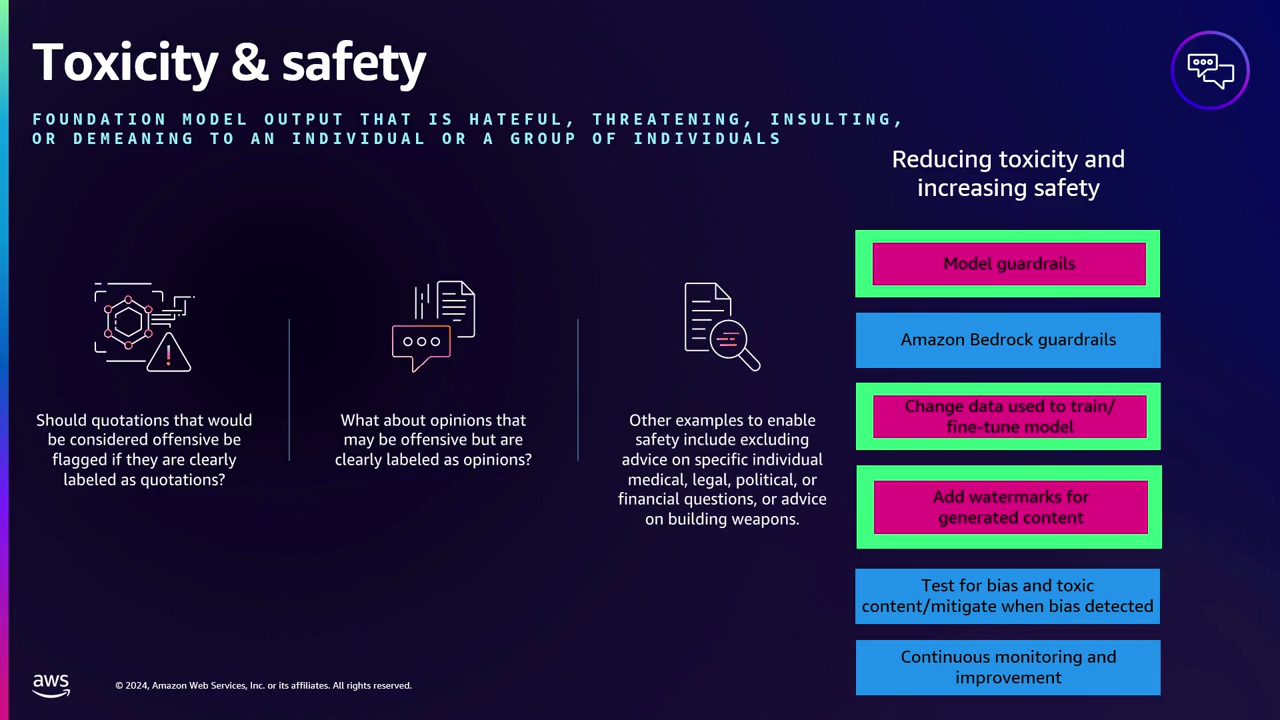 Toxicity & safety
FOUNDATION MODEL OUTPUT THAT IS HATEFUL, THREATENING, INSULTING,
OR DEMEANING TO AN INDIVIDUAL OR A GROUP OF INDIVIDUALS
Should quotations that would
be considered offensive be
flagged if they are clearly
labeled as quotations?
What about opinions that
may be offensive but are
clearly labeled as opinions?
Other examples to enable
safety include excluding
advice on specific individual
medical, legal, political, or
financial questions, or advice
on building weapons.
Reducing toxicity and
increasing safety
Model guardrails
Amazon Bedrock guardrails
Change data used to train/
fine-tune model
Add watermarks for
generated content
Test for bias and toxic
content/mitigate when bias detected
Continuous monitoring and
improvement
aws
© 2024, Amazon Web Services, Inc. or its affiliates. All rights reserved.